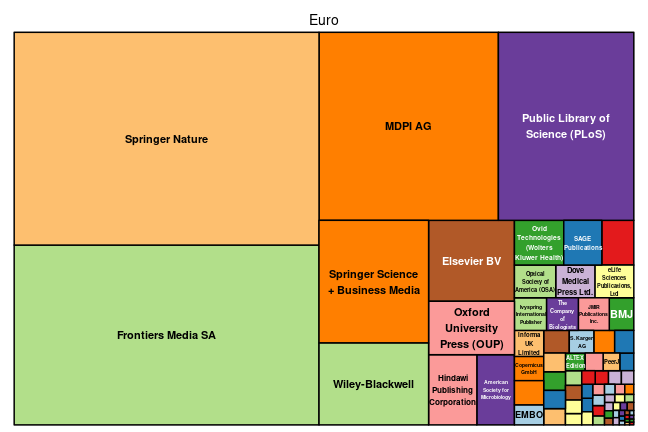 Euro
Springer Nature
MDPI AG
Public Library of
Science (PLoS)
Frontiers Media SA
Springer Science
+ Business Media
Wiley-Blackwell
Elsevier BV
Oxford
University
Press (OUP)
Hindawi
Publishing
Corporation
American
Society for
Microbiology
Ovid
Technologies
(Wolters
Kluwer Health)
SAGE
Publications
Optical
Society of
America (OSA)
Dove
Medical
Press Ltd.
eLife
Sciences
Publications,
Ltd
Ivyspring
International
Publisher
The
Company
of
Biologists
JMIR
Publications
Inc.
BMJ
Informa
UK
Limited
S. Karger
AG
Copernicus
GmbH
ALTEX
Edition
PeerJ
EMBO